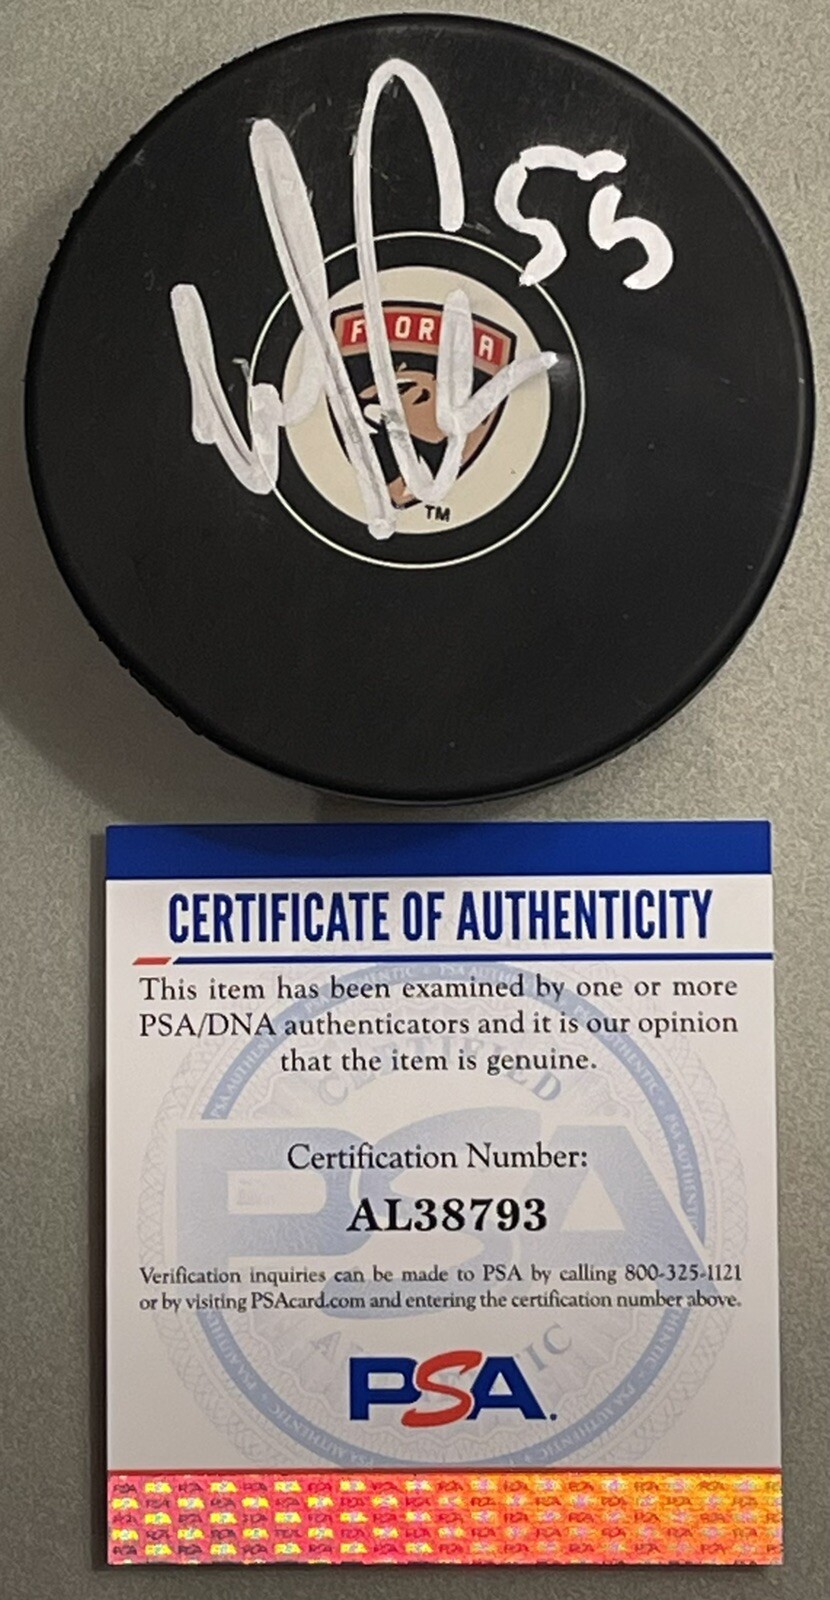 55
FLORIDA
TM
CERTIFICATE OF AUTHENTICITY
This item has been examined by one or more
PSA/DNA authenticators and it is our opinion
that the item is genuine.
Certification Number:
AL38793
Verification inquiries can be made to PSA by calling 800-325-1121
or by visiting PSAcard.com and entering the certification number above.
PSA.